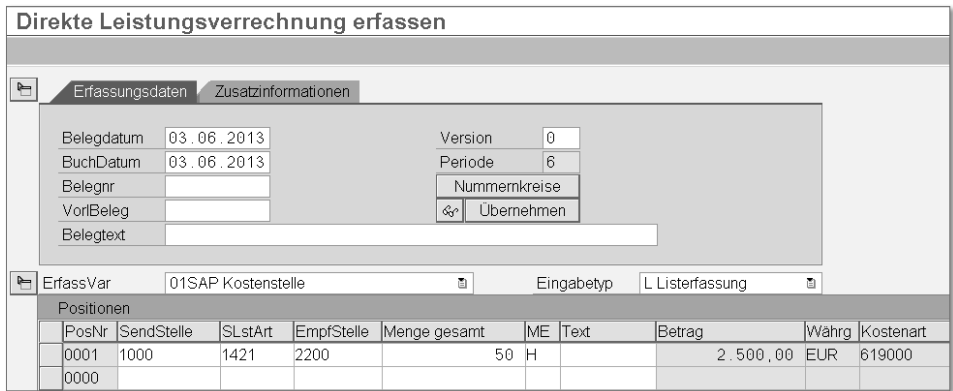 Direkte Leistungsverrechnung erfassen
Erfassungsdaten Zusatzinformationen
Belegdatum 03.06.2013 Version 0
BuchDatum 03.06.2013 Periode 6
Belegnr Nummernkreise
VorlBeleg Übernehmen
Belegtext
ErfassVar 01SAP Kostenstelle Eingabetyp L Listerfassung
Positionen
PosNr SendStelle SLstArt EmpfStelle Menge gesamt ME Text Betrag Währg Kostenart
0001 1000 1421 2200 50 H 2.500,00 EUR 619000
0000